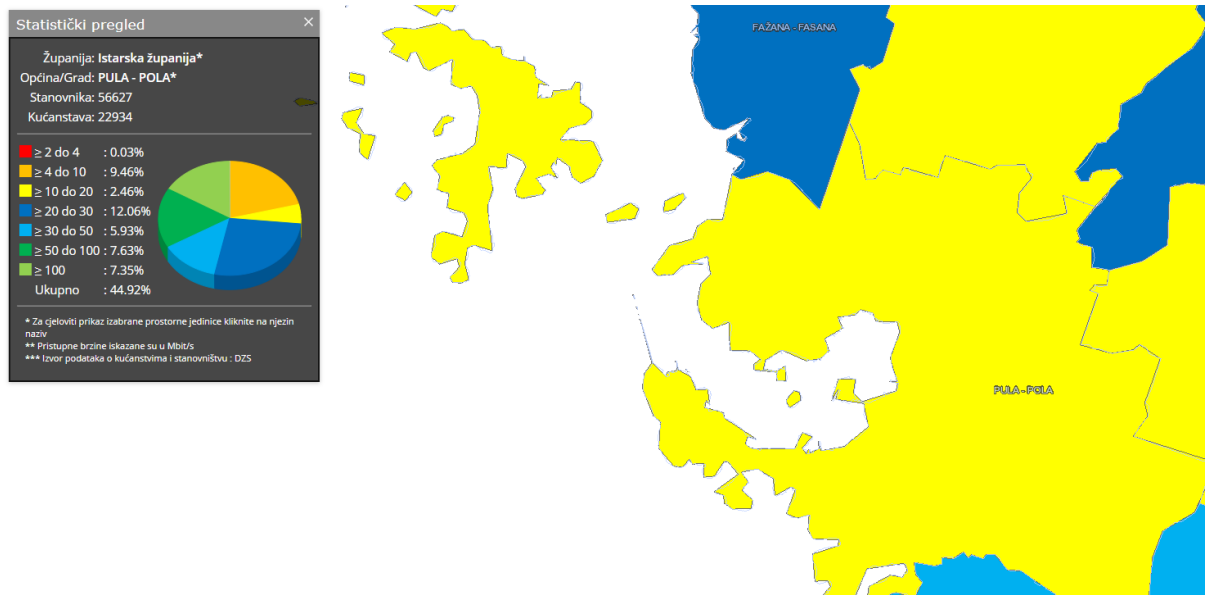 Statistički pregled ×
Županija: Istarska županija*
Općina/Grad: PULA - POLA*
Stanovnika: 56627
Kućanstava: 22934
≥ 2 do 4 : 0.03%
≥ 4 do 10 : 9.46%
≥ 10 do 20 : 2.46%
≥ 20 do 30 : 12.06%
≥ 30 do 50 : 5.93%
≥ 50 do 100 : 7.63%
≥ 100 : 7.35%
Ukupno : 44.92%
* Za cjeloviti prikaz izabrane prostorne jedinice kliknite na njezin
naziv
** Pristupne brzine iskazane su u Mbit/s
*** Izvor podataka o kućanstvima i stanovništvu : DZS
FAŽANA - FASANA
PULA - POLA